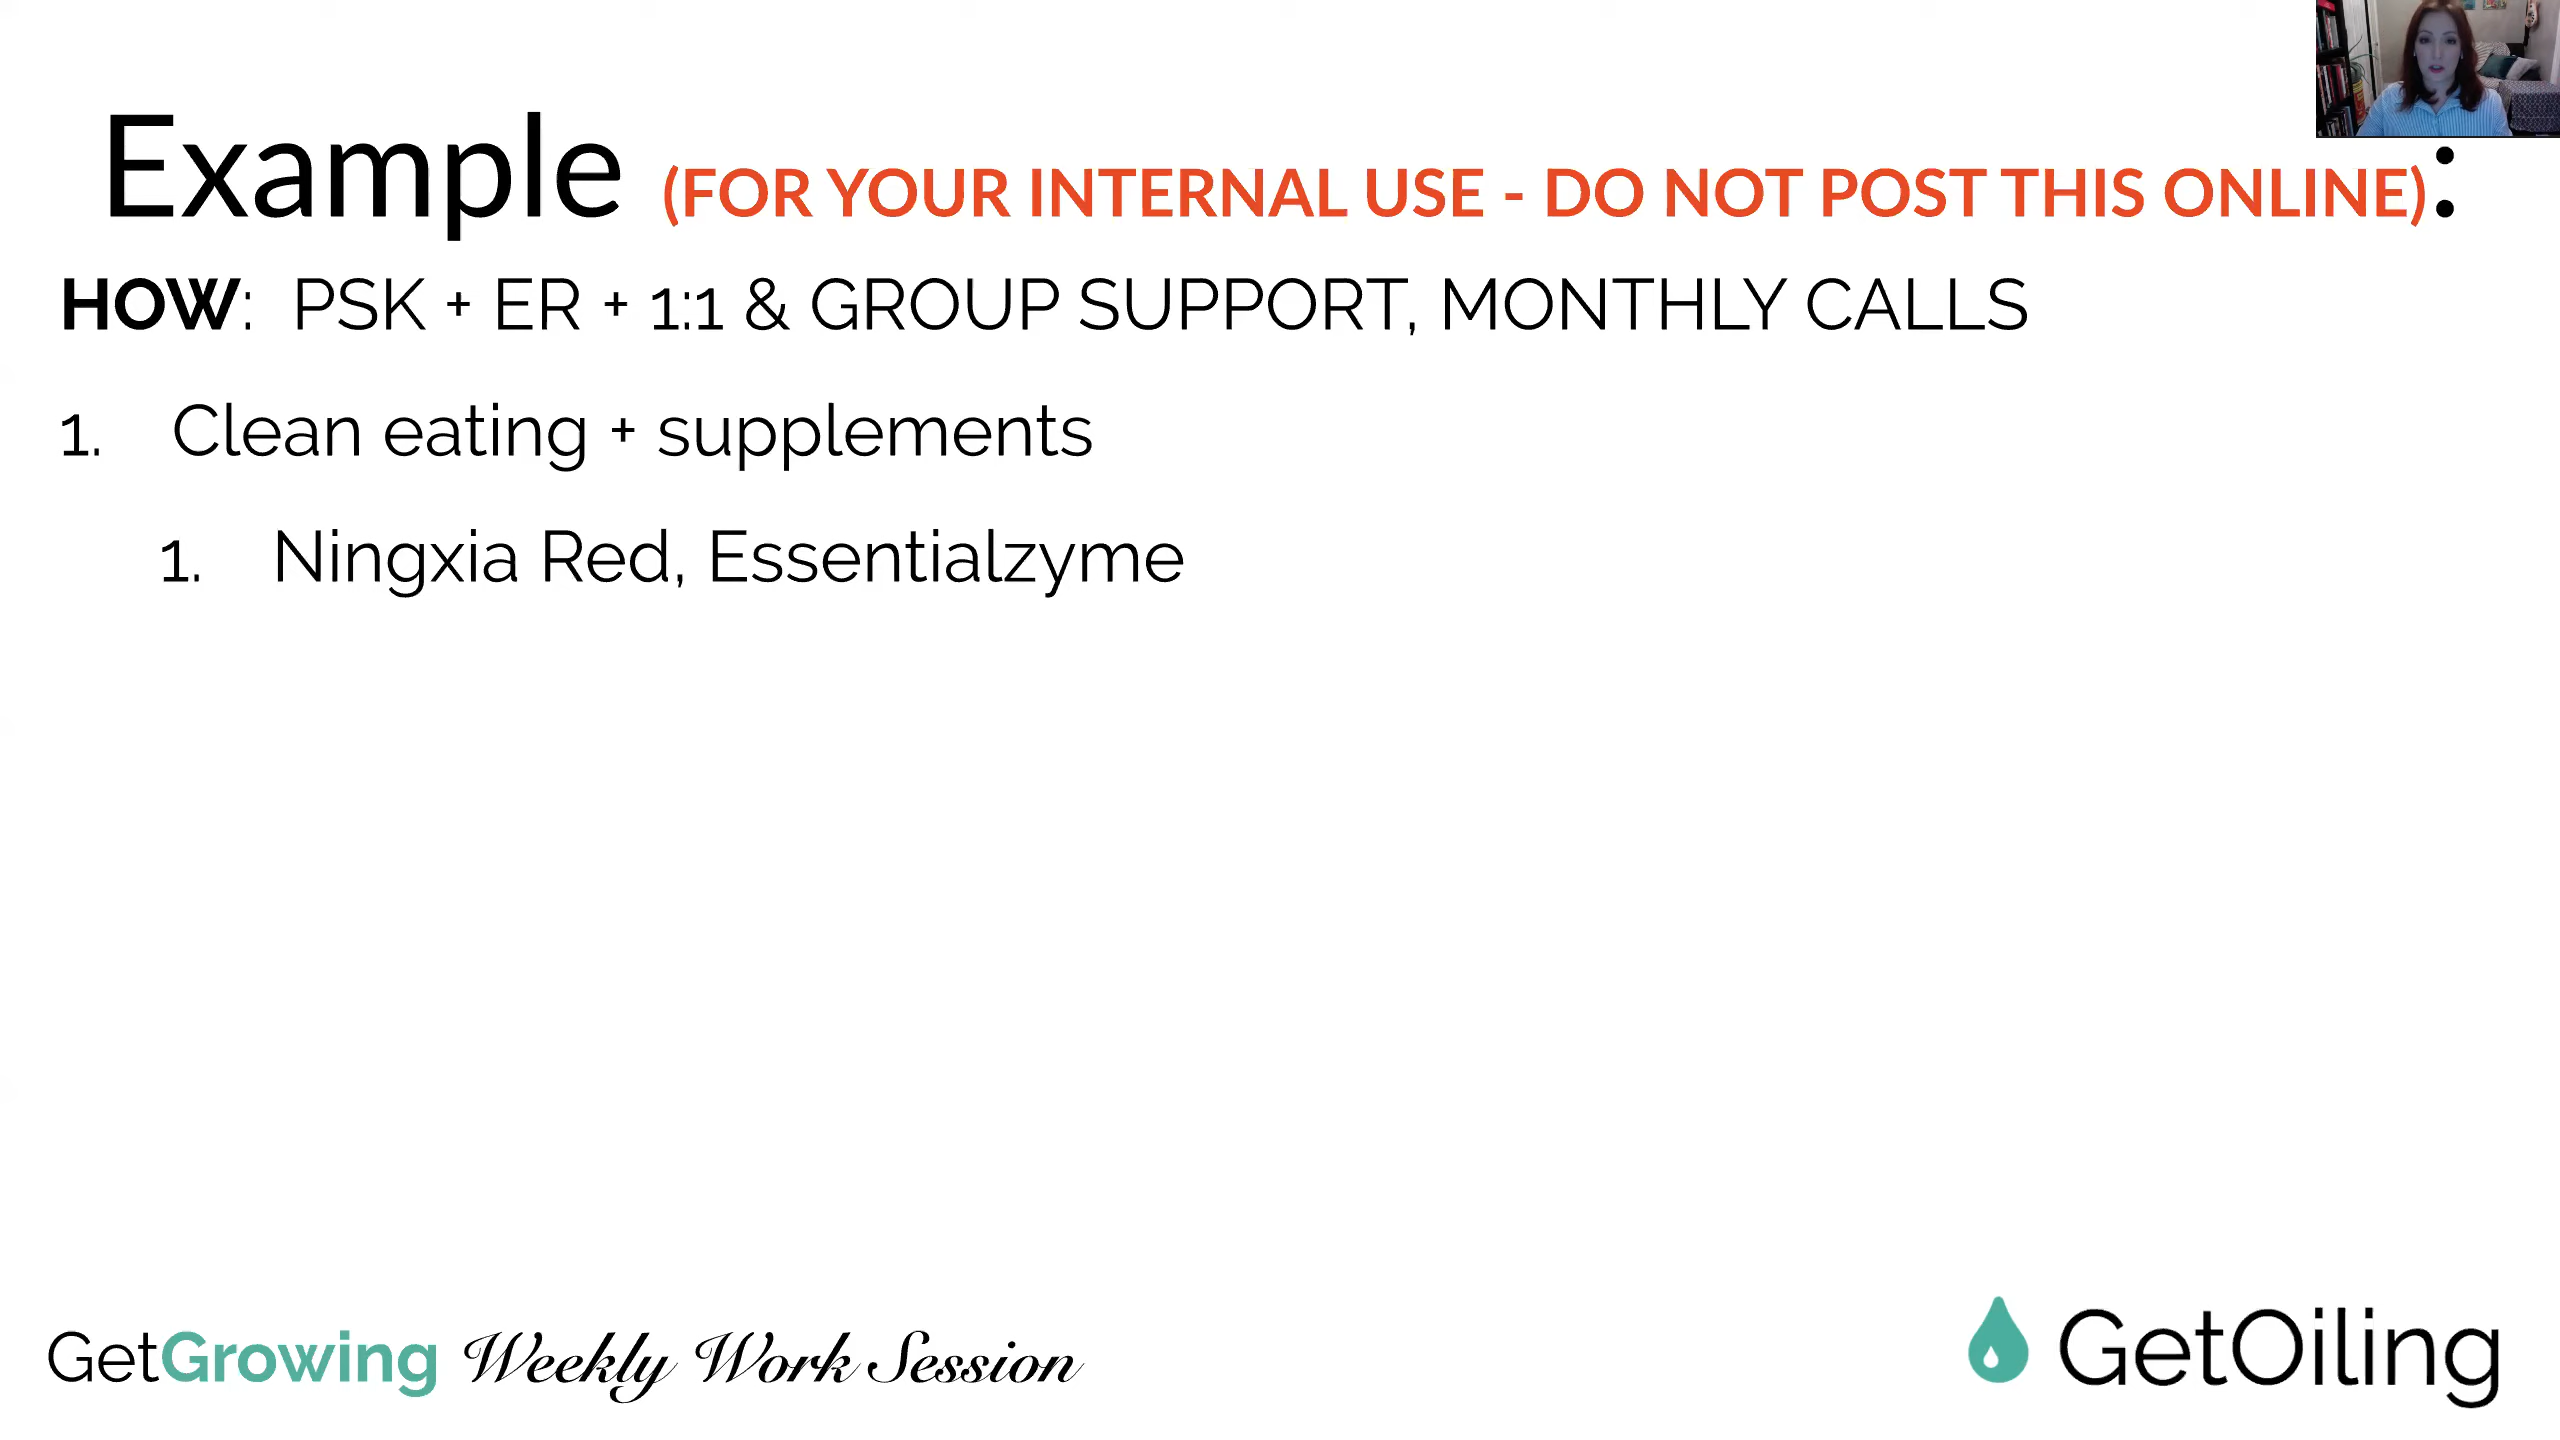 Example (FOR YOUR INTERNAL USE - DO NOT POST THIS ONLINE):
HOW: PSK + ER + 1:1 & GROUP SUPPORT, MONTHLY CALLS
1. Clean eating + supplements
1. Ningxia Red, Essentialzyme
GetGrowing Weekly Work Session
GetOiling